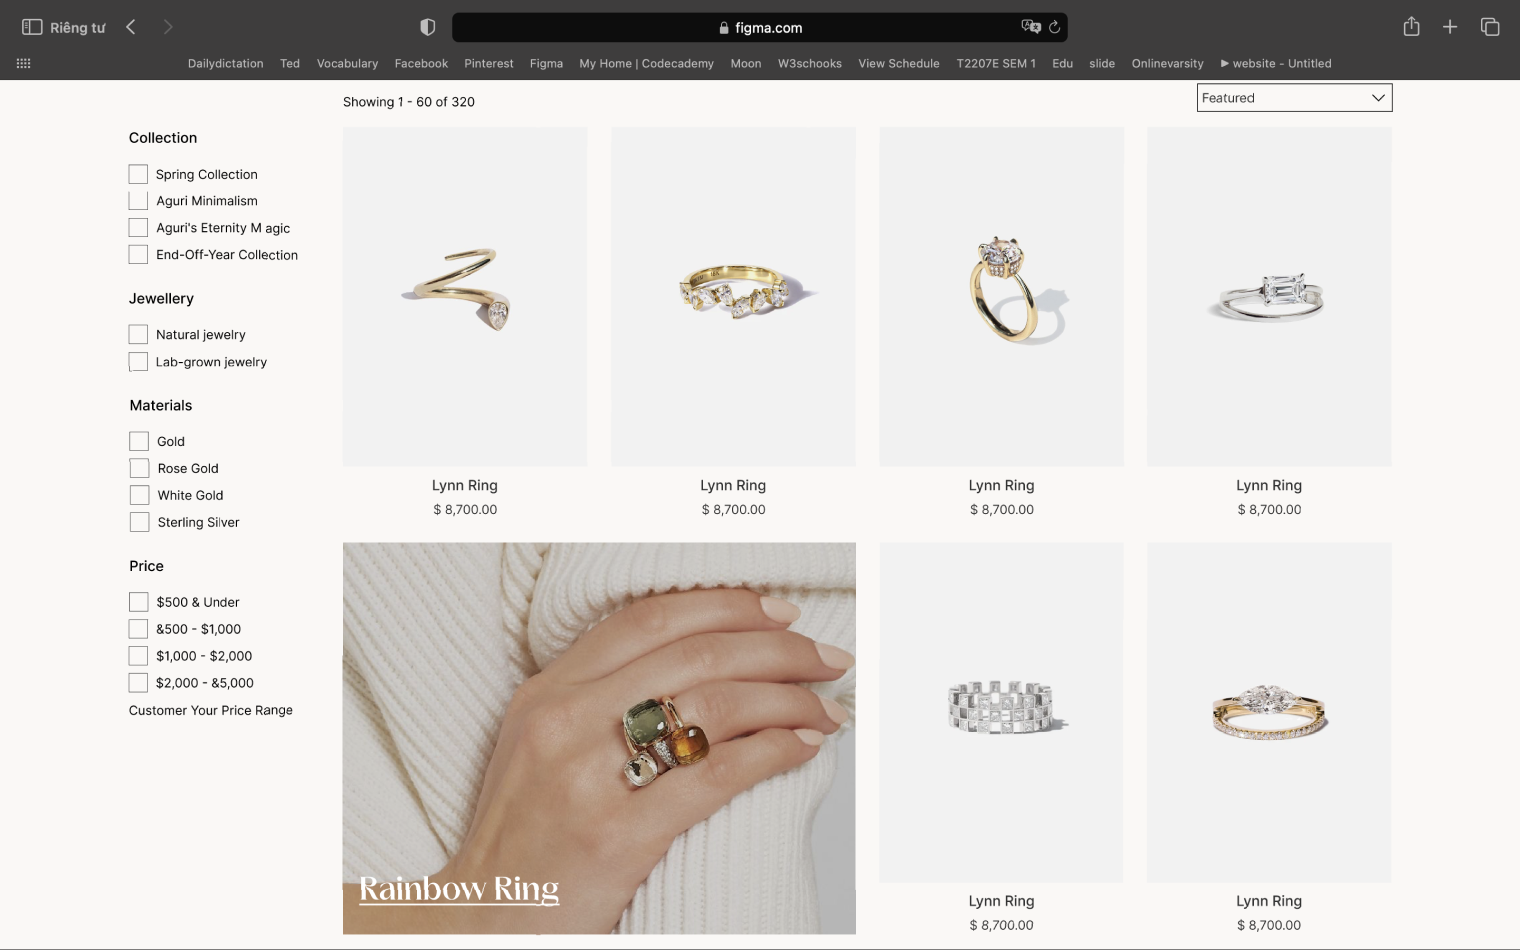 Riêng tư
figma.com
Dailydictation Ted Vocabulary Facebook Pinterest Figma My Home | Codecademy Moon W3schooks View Schedule T2207E SEM 1 Edu slide Onlinevarsity ▶ website - Untitled
Showing 1 - 60 of 320
Featured
Collection
Spring Collection
Aguri Minimalism
Aguri's Eternity M agic
End-Off-Year Collection
Jewellery
Natural jewelry
Lab-grown jewelry
Materials
Gold
Rose Gold
White Gold
Sterling Silver
Price
$500 & Under
&500 - $1,000
$1,000 - $2,000
$2,000 - &5,000
Customer Your Price Range
Lynn Ring
$ 8,700.00
Lynn Ring
$ 8,700.00
Lynn Ring
$ 8,700.00
Lynn Ring
$ 8,700.00
Rainbow Ring
Lynn Ring
$ 8,700.00
Lynn Ring
$ 8,700.00